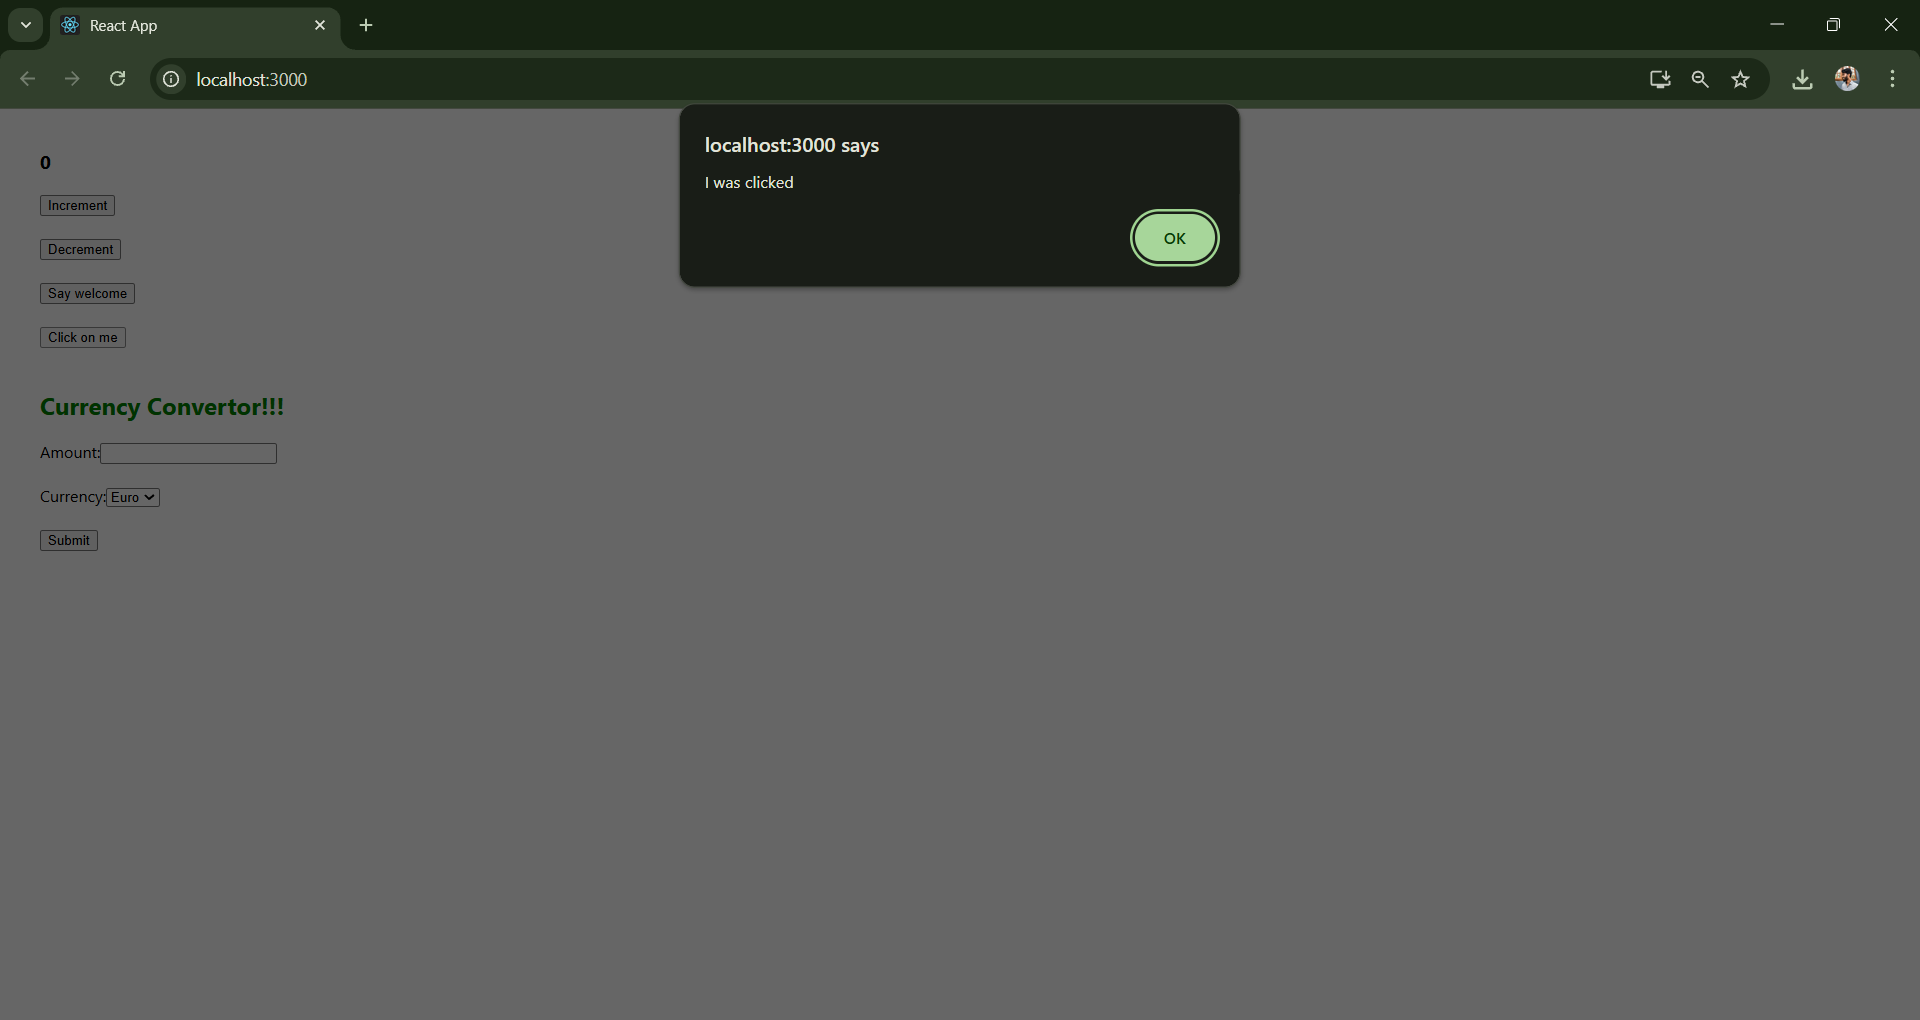 React App
localhost:3000
localhost:3000 says
I was clicked
OK
0
Increment
Decrement
Say welcome
Click on me
Currency Convertor!!!
Amount:
Currency: Euro
Submit